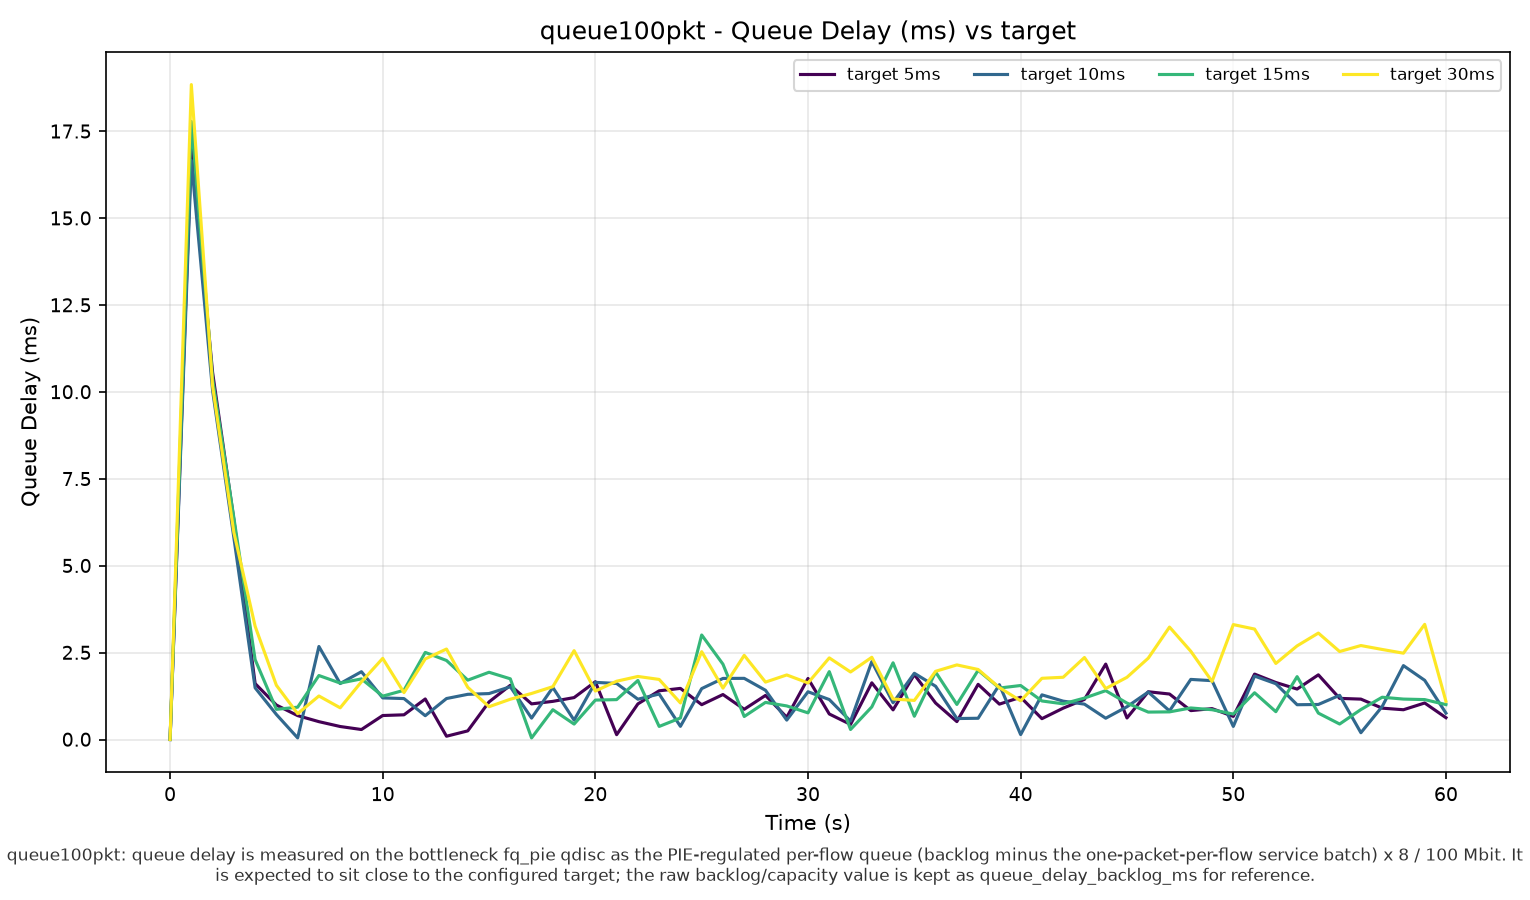 queue100pkt - Queue Delay (ms) vs target
target 5ms
target 10ms
target 15ms
target 30ms
Queue Delay (ms)
17.5
15.0
12.5
10.0
7.5
5.0
2.5
0.0
0
10
20
30
40
50
60
Time (s)
queue100pkt: queue delay is measured on the bottleneck fq_pie qdisc as the PIE-regulated per-flow queue (backlog minus the one-packet-per-flow service batch) x 8 / 100 Mbit. It
is expected to sit close to the configured target; the raw backlog/capacity value is kept as queue_delay_backlog_ms for reference.